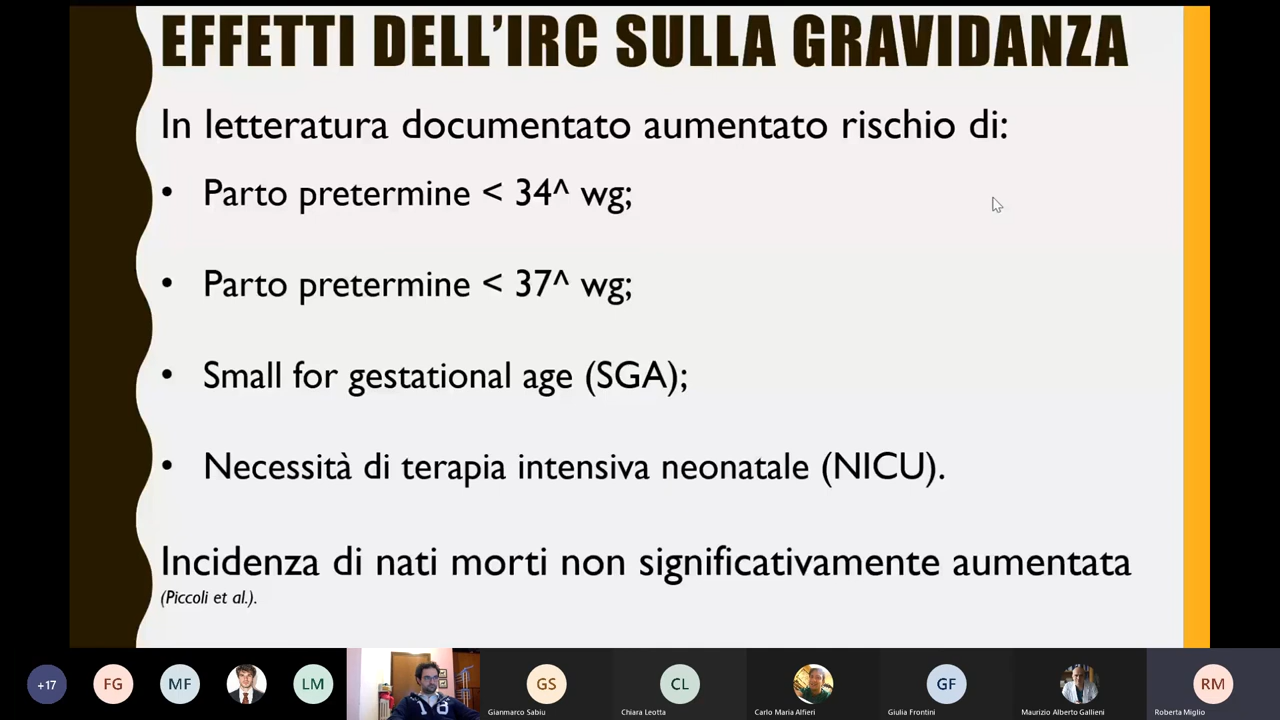 EFFETTI DELL’IRC SULLA GRAVIDANZA
In letteratura documentato aumentato rischio di:
• Parto pretermine < 34^ wg;
• Parto pretermine < 37^ wg;
• Small for gestational age (SGA);
• Necessità di terapia intensiva neonatale (NICU).
Incidenza di nati morti non significativamente aumentata
(Piccoli et al.).
+17
FG
MF
LM
GS
CL
GF
RM
Gianmarco Sabiu
Chiara Leotta
Carlo Maria Alfieri
Giulia Frontini
Maurizio Alberto Gallieni
Roberta Miglio